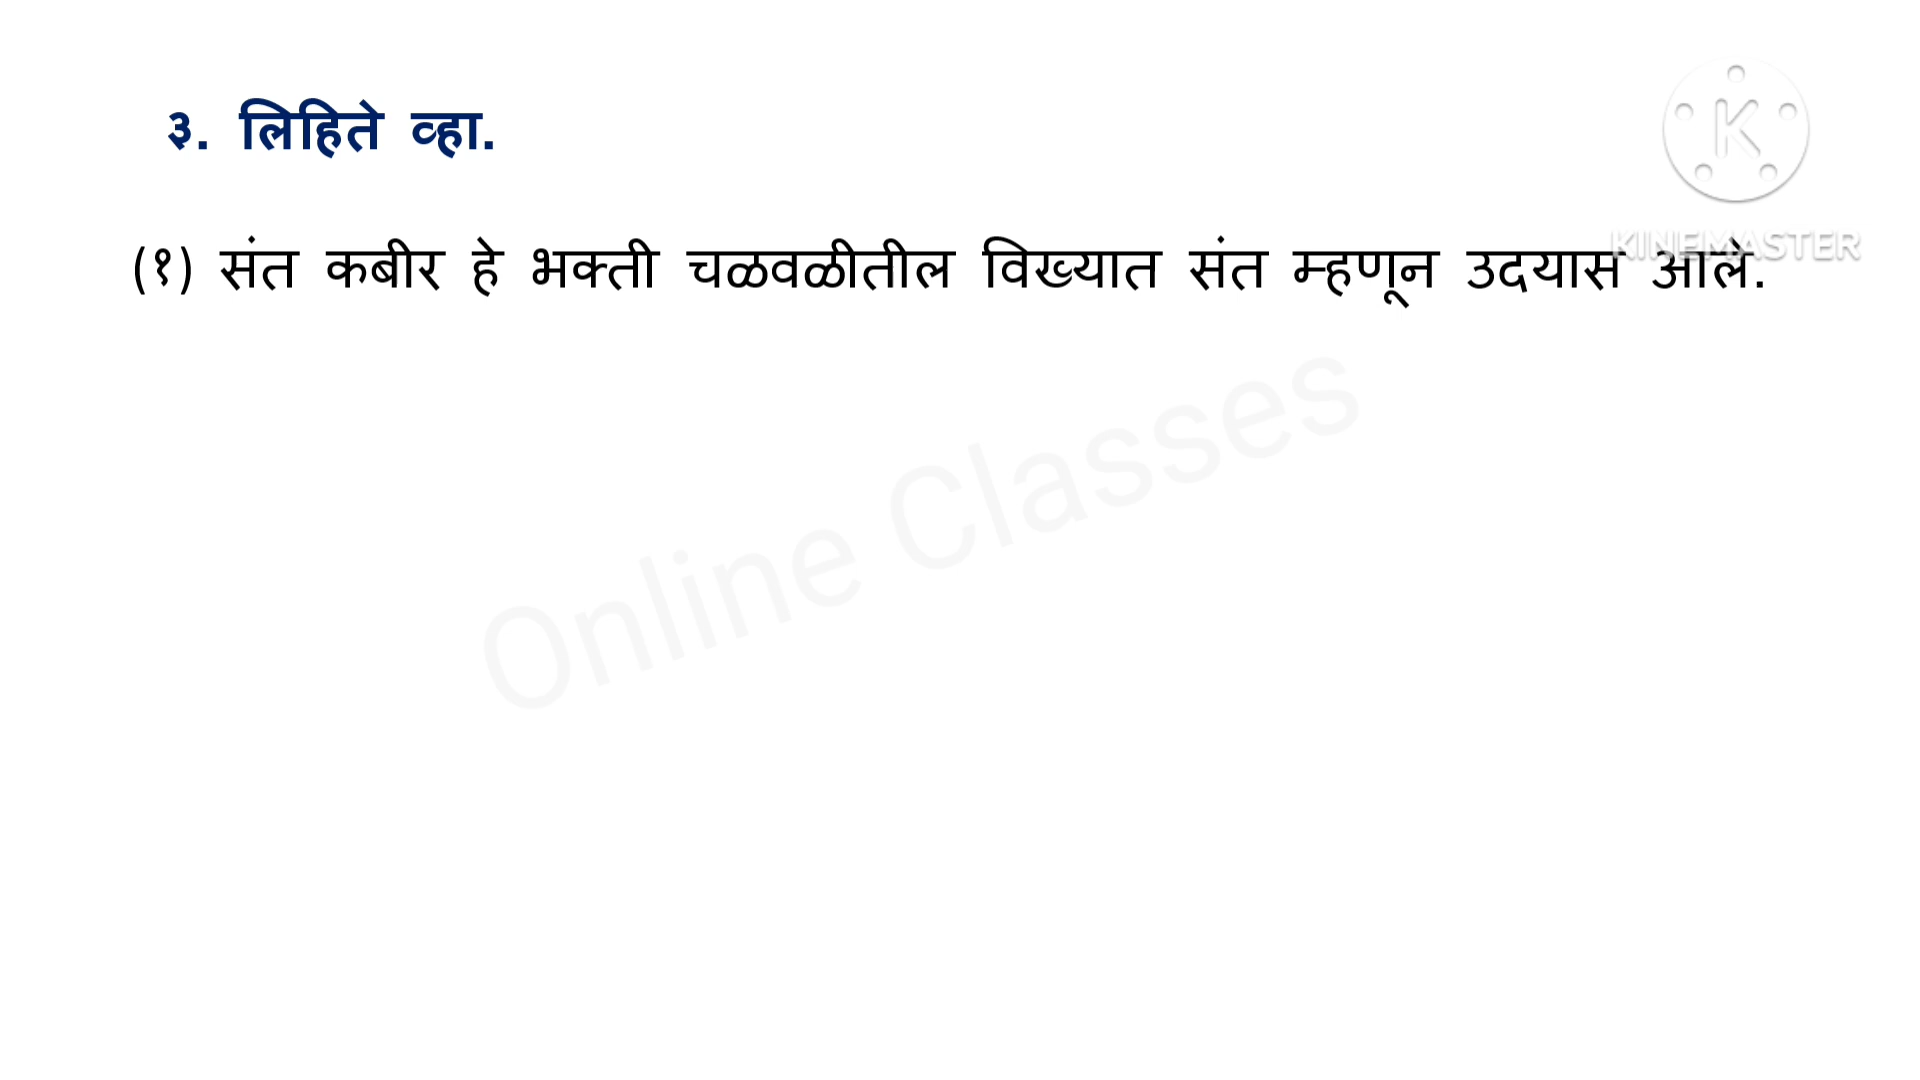 ३. लिहिते व्हा.
K
KINEMASTER
(१) संत कबीर हे भक्ती चळवळीतील विख्यात संत म्हणून उदयास आले.
Online Classes